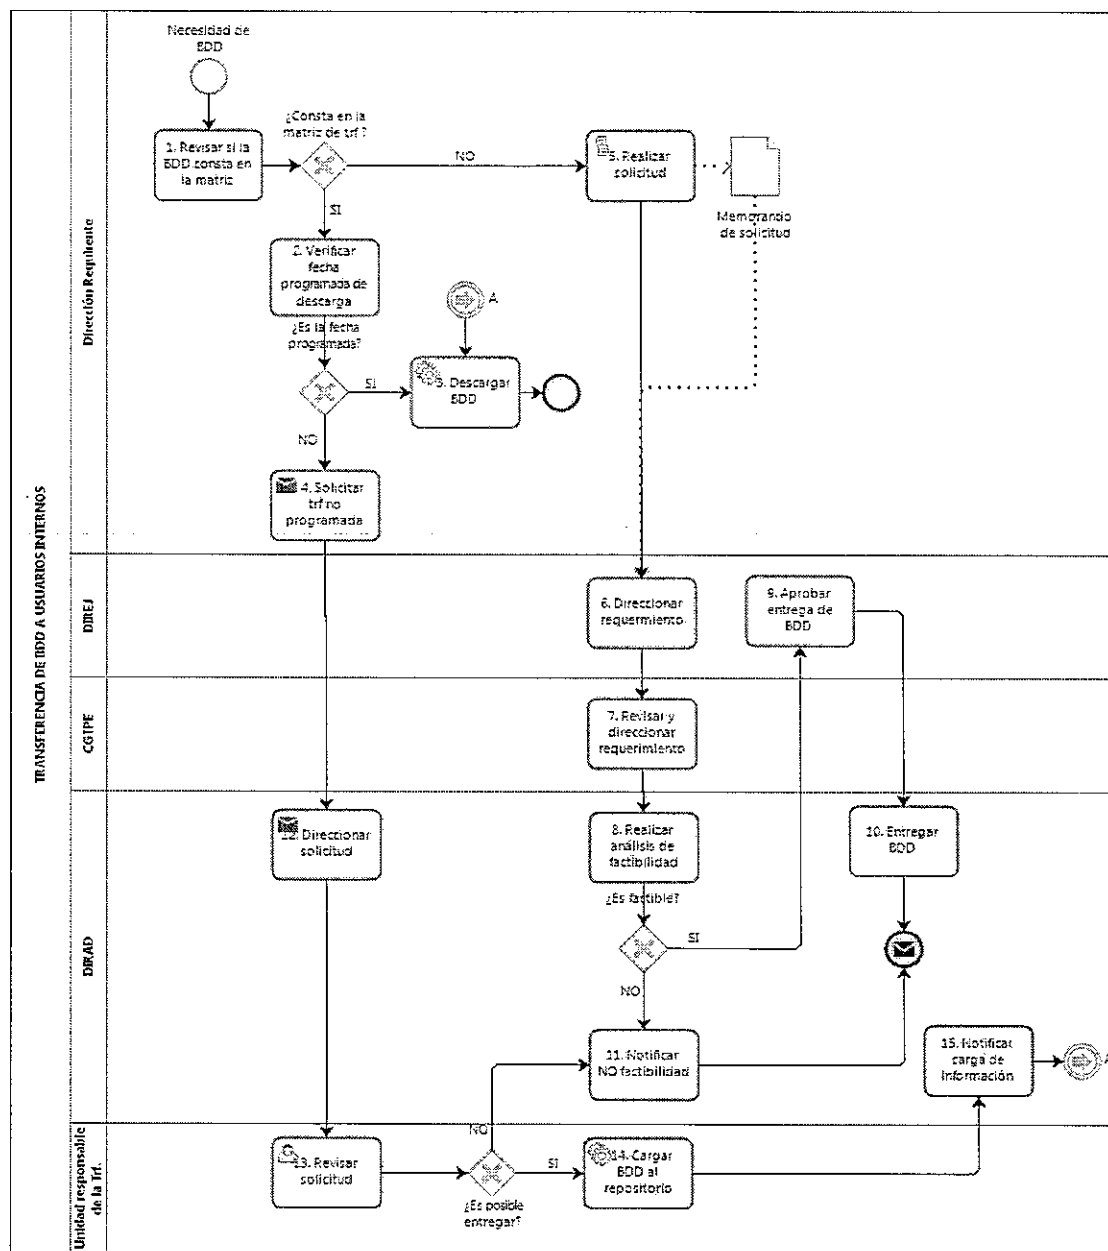 TRANSFERENCIA DE BDD A USUARIOS INTERNOS
Dirección Requirente
Necesidad de
BDD
1. Revisar si la
BDD consta en
la matriz
¿Consta en la
matriz de trf?
NO
SI
5. Realizar
solicitud
Memorando
de solicitud
2. Verificar
fecha
programada de
descarga
¿Es la fecha
programada?
SI
NO
A
3. Descargar
BDD
4. Solicitar
trf no
programada
DIREJ
6. Direccionar
requermiento
9. Aprobar
entrega de
BDD
CGTPE
7. Revisar y
direccionar
requerimiento
DIRAD
12. Direccionar
solicitud
8. Realizar
análisis de
factibilidad
¿Es factible?
SI
NO
10. Entregar
BDD
11. Notificar
NO factibilidad
15. Notificar
carga de
información
A
Unidad responsable
de la Trf.
13. Revisar
solicitud
NO
SI
¿Es posible
entregar?
14. Cargar
BDD al
repositorio